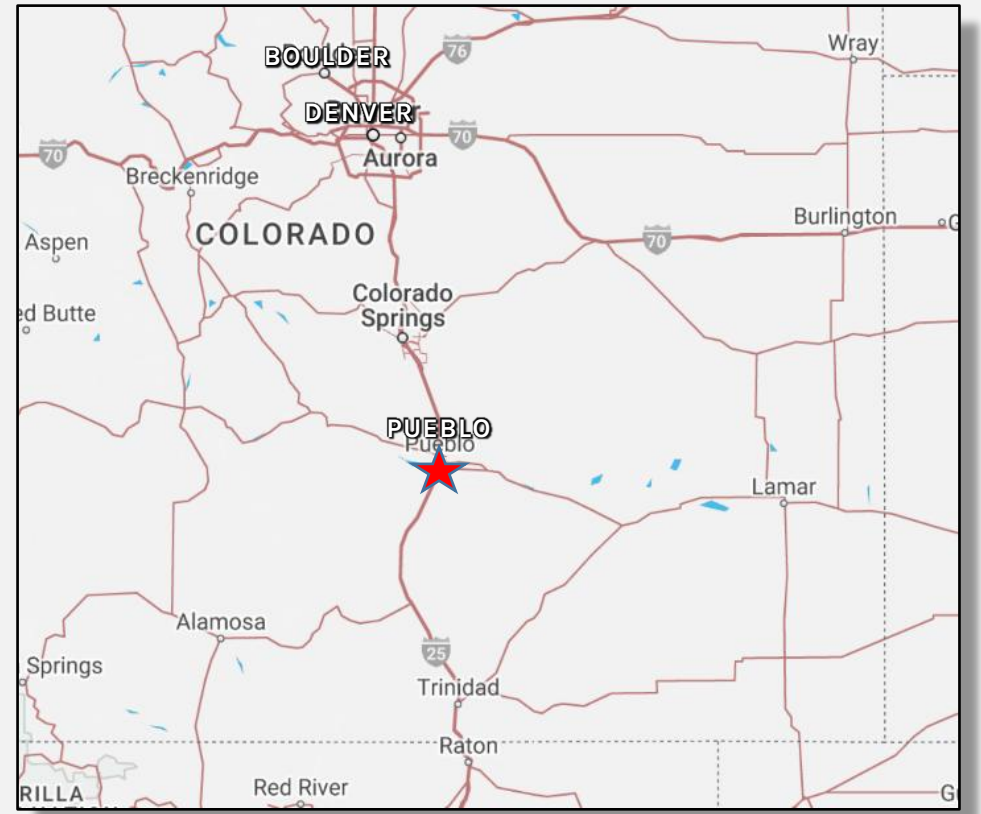 BOULDER
76
Wray
DENVER
70
70
Aurora
Breckenridge
COLORADO
Burlington
G
Aspen
70
Colorado
Springs
ed Butte
PUEBLO
Pueblo
Lamar
Alamosa
25
Springs
Trinidad
Raton
Red River
RILLA
G